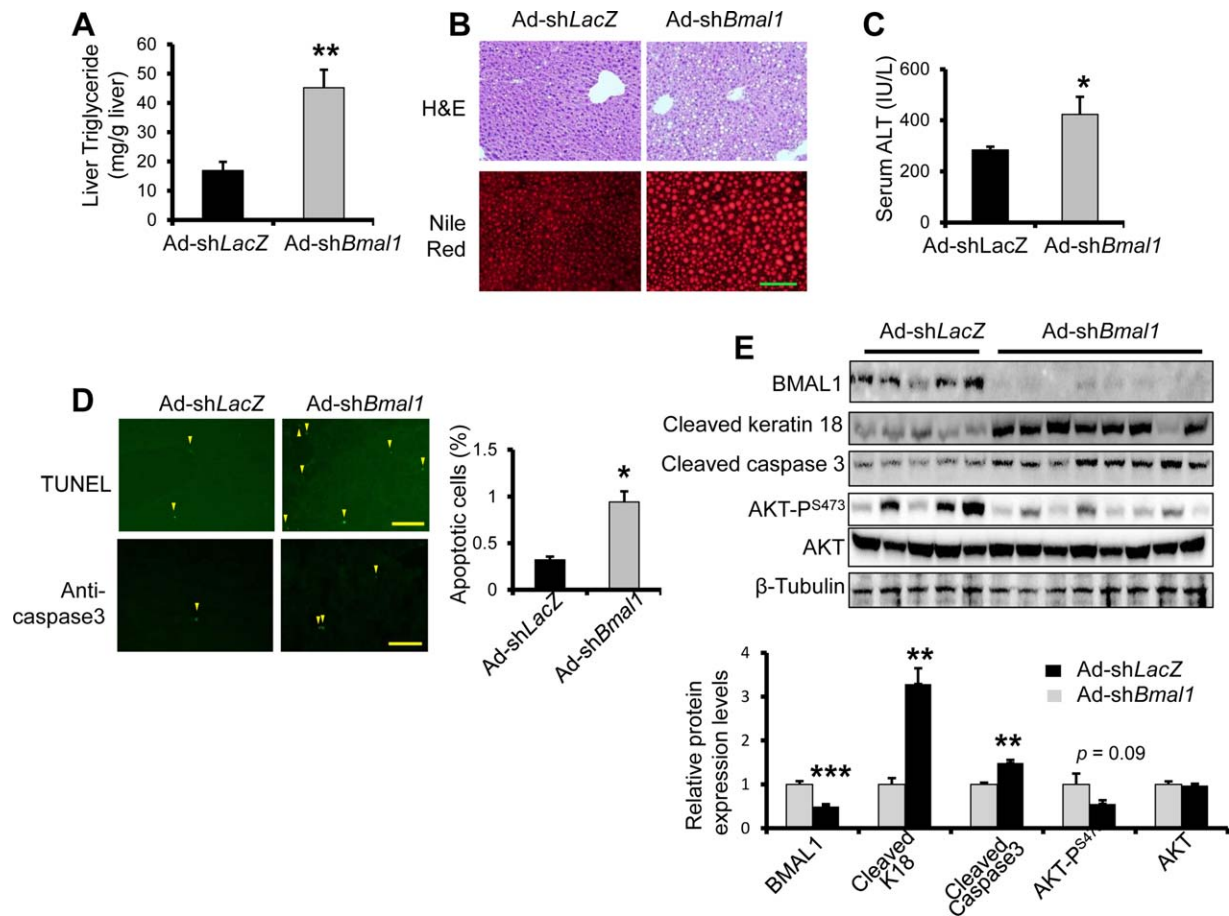 A
Liver Triglyceride
(mg/g liver)
60
50
40
30
20
10
0
**
Ad-shLacZ
Ad-shBmal1
B
Ad-shLacZ
Ad-shBmal1
H&E
Nile
Red
C
Serum ALT (IU/L)
600
400
200
0
*
Ad-shLacZ
Ad-shBmal1
D
Ad-shLacZ
Ad-shBmal1
TUNEL
Anti-
caspase3
Apoptotic cells (%)
1.5
1
0.5
0
*
Ad-shLacZ
Ad-shBmal1
E
Ad-shLacZ
Ad-shBmal1
BMAL1
Cleaved keratin 18
Cleaved caspase 3
AKT-P^S473
AKT
β-Tubulin
Relative protein
expression levels
4
3
2
1
0
***
**
**
p = 0.09
Ad-shLacZ
Ad-shBmal1
BMAL1
Cleaved
K18
Cleaved
Caspase3
AKT